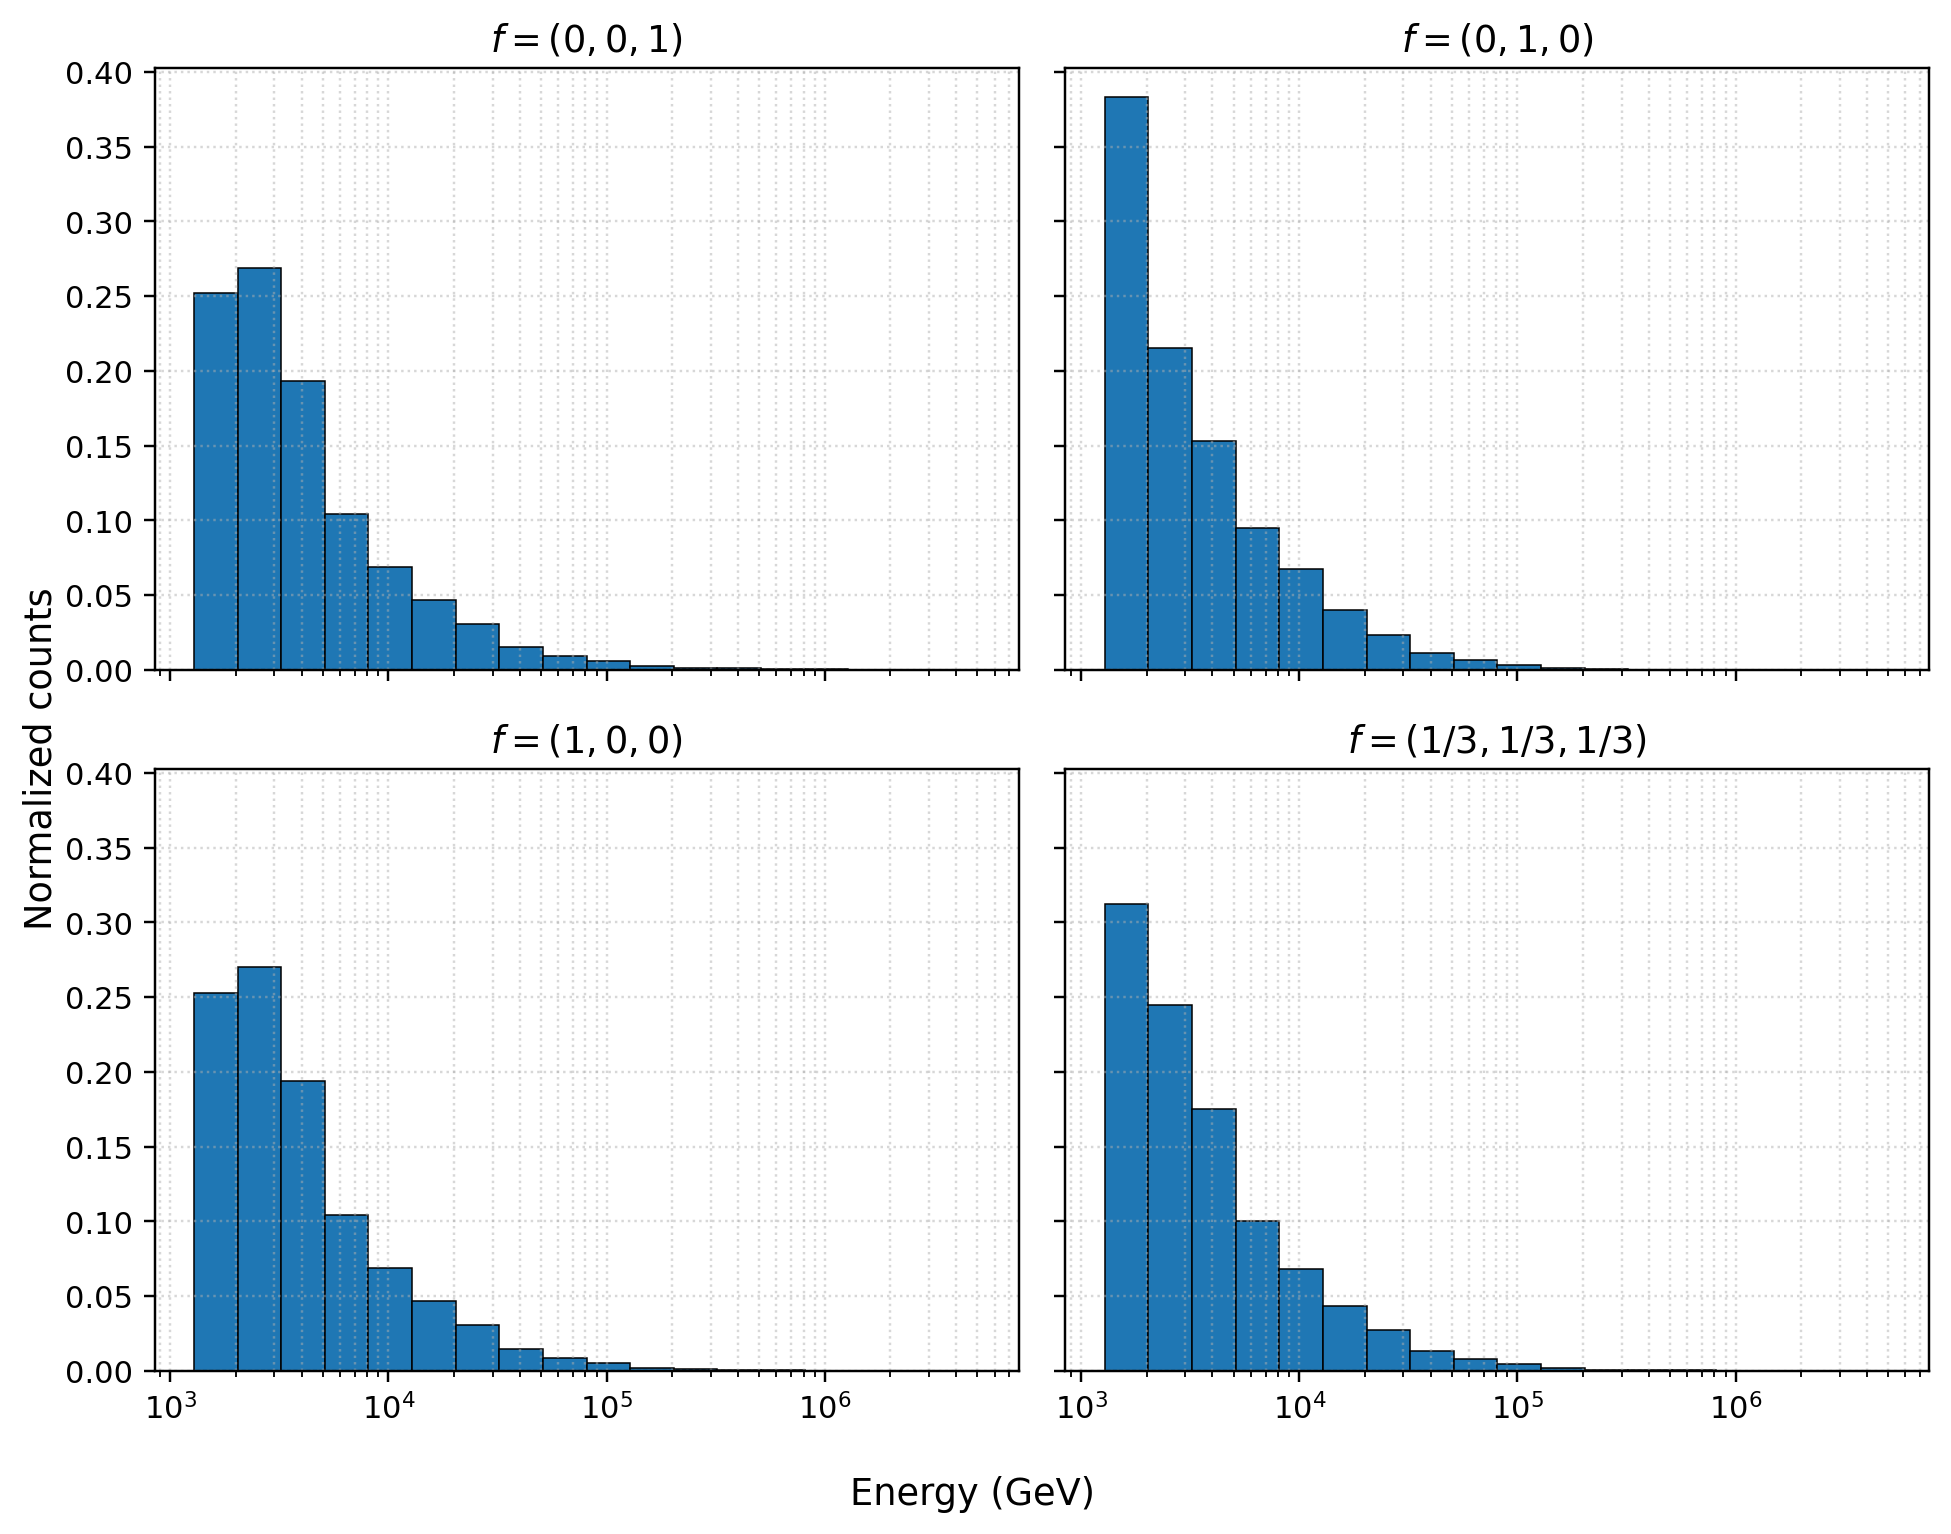 f = (0, 0, 1)
f = (0, 1, 0)
0.40
0.35
0.30
0.25
0.20
0.15
0.10
0.05
0.00
Normalized counts
f = (1, 0, 0)
f = (1/3, 1/3, 1/3)
0.40
0.35
0.30
0.25
0.20
0.15
0.10
0.05
0.00
10³ 10⁴ 10⁵ 10⁶
10³ 10⁴ 10⁵ 10⁶
Energy (GeV)